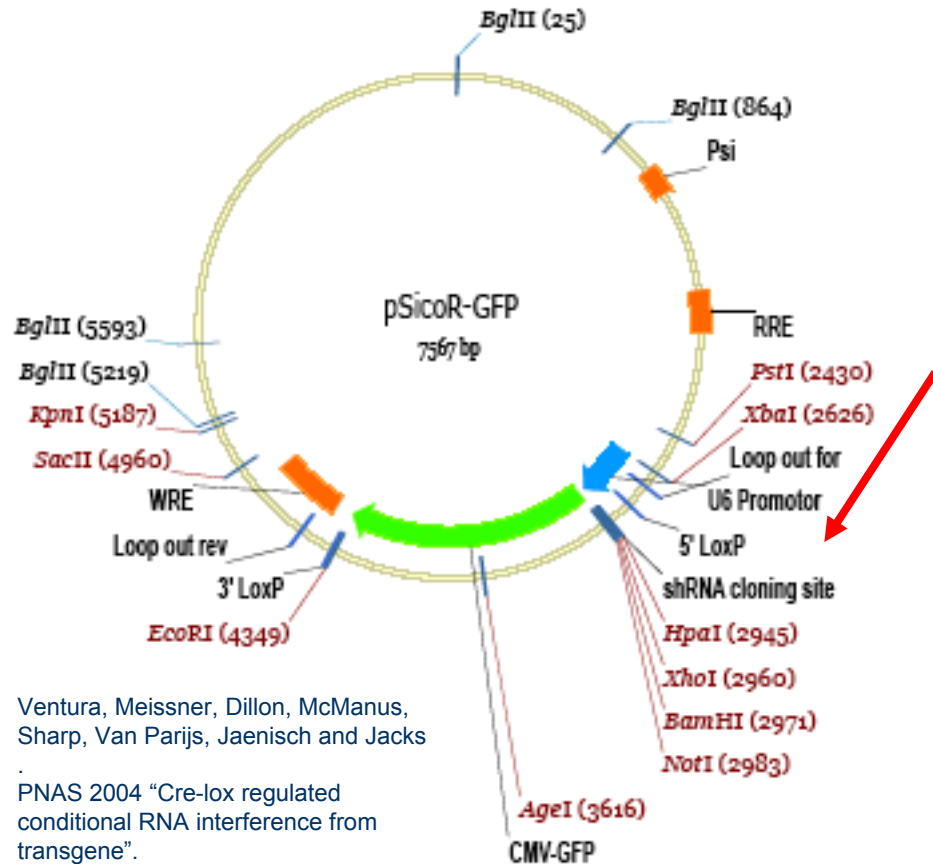 BglII (25)
BglII (864)
Psi
pSicoR-GFP
7567 bp
RRE
PstI (2430)
XbaI (2626)
Loop out for
U6 Promotor
5' LoxP
shRNA cloning site
HpaI (2945)
XhoI (2960)
BamHI (2971)
NotI (2983)
AgeI (3616)
CMV-GFP
EcoRI (4349)
3' LoxP
Loop out rev
WRE
SacII (4960)
KpnI (5187)
BglII (5219)
BglII (5593)
Ventura, Meissner, Dillon, McManus,
Sharp, Van Parijs, Jaenisch and Jacks
.
PNAS 2004 “Cre-lox regulated
conditional RNA interference from
transgene”.